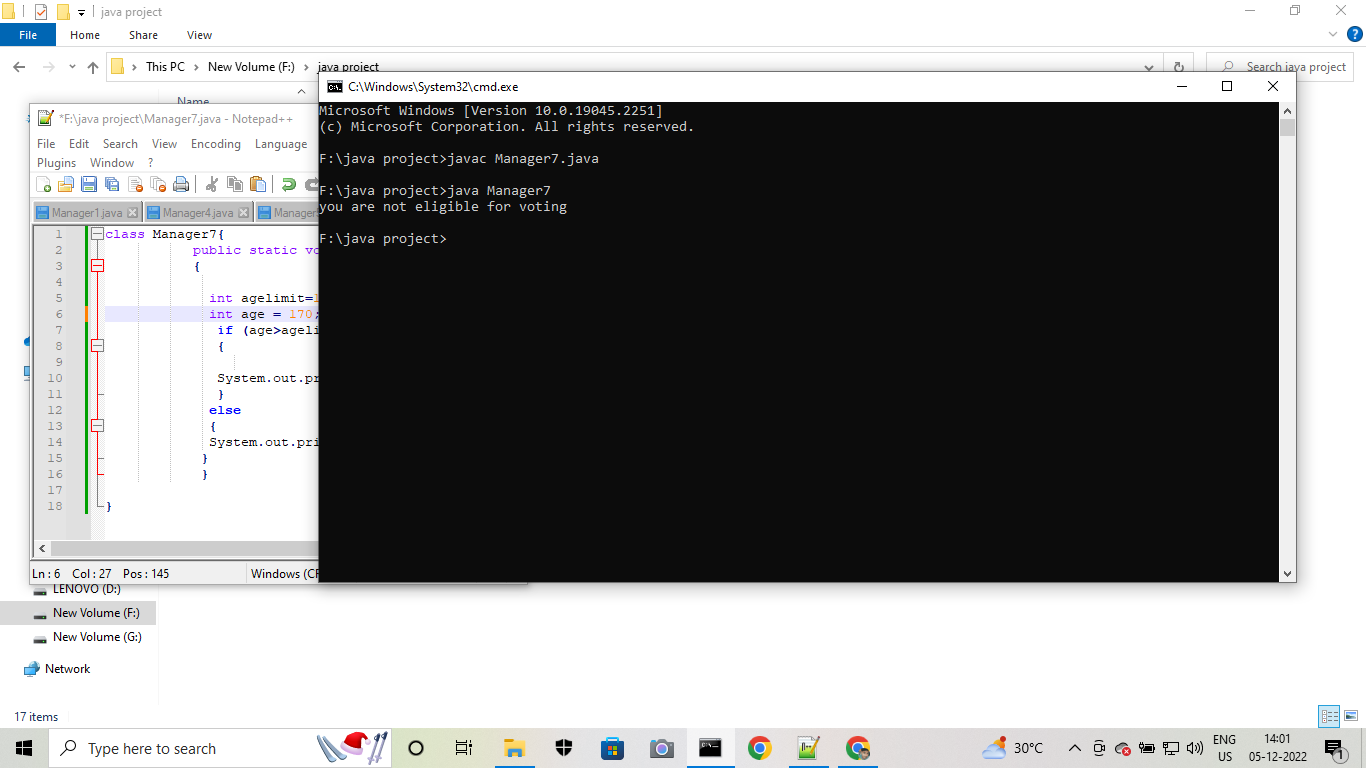 java project
File Home Share View
This PC New Volume (F:) java project
Search java project
Name
C:\Windows\System32\cmd.exe
Microsoft Windows [Version 10.0.19045.2251]
(c) Microsoft Corporation. All rights reserved.
F:\java project>javac Manager7.java
F:\java project>java Manager7
you are not eligible for voting
F:\java project>
*F:\java project\Manager7.java - Notepad++
File Edit Search View Encoding Language
Plugins Window ?
Manager1.java Manager4.java Manager
1 class Manager7{
2 public static vo
3 {
4
5 int agelimit=1
6 int age = 170;
7 if (age>ageli
8 {
9
10 System.out.pr
11 }
12 else
13 {
14 System.out.pri
15 }
16 }
17
18 }
Ln : 6 Col : 27 Pos : 145 Windows (CR
LENOVO (D:)
New Volume (F:)
New Volume (G:)
Network
17 items
Type here to search
30°C
ENG
US
14:01
05-12-2022
1